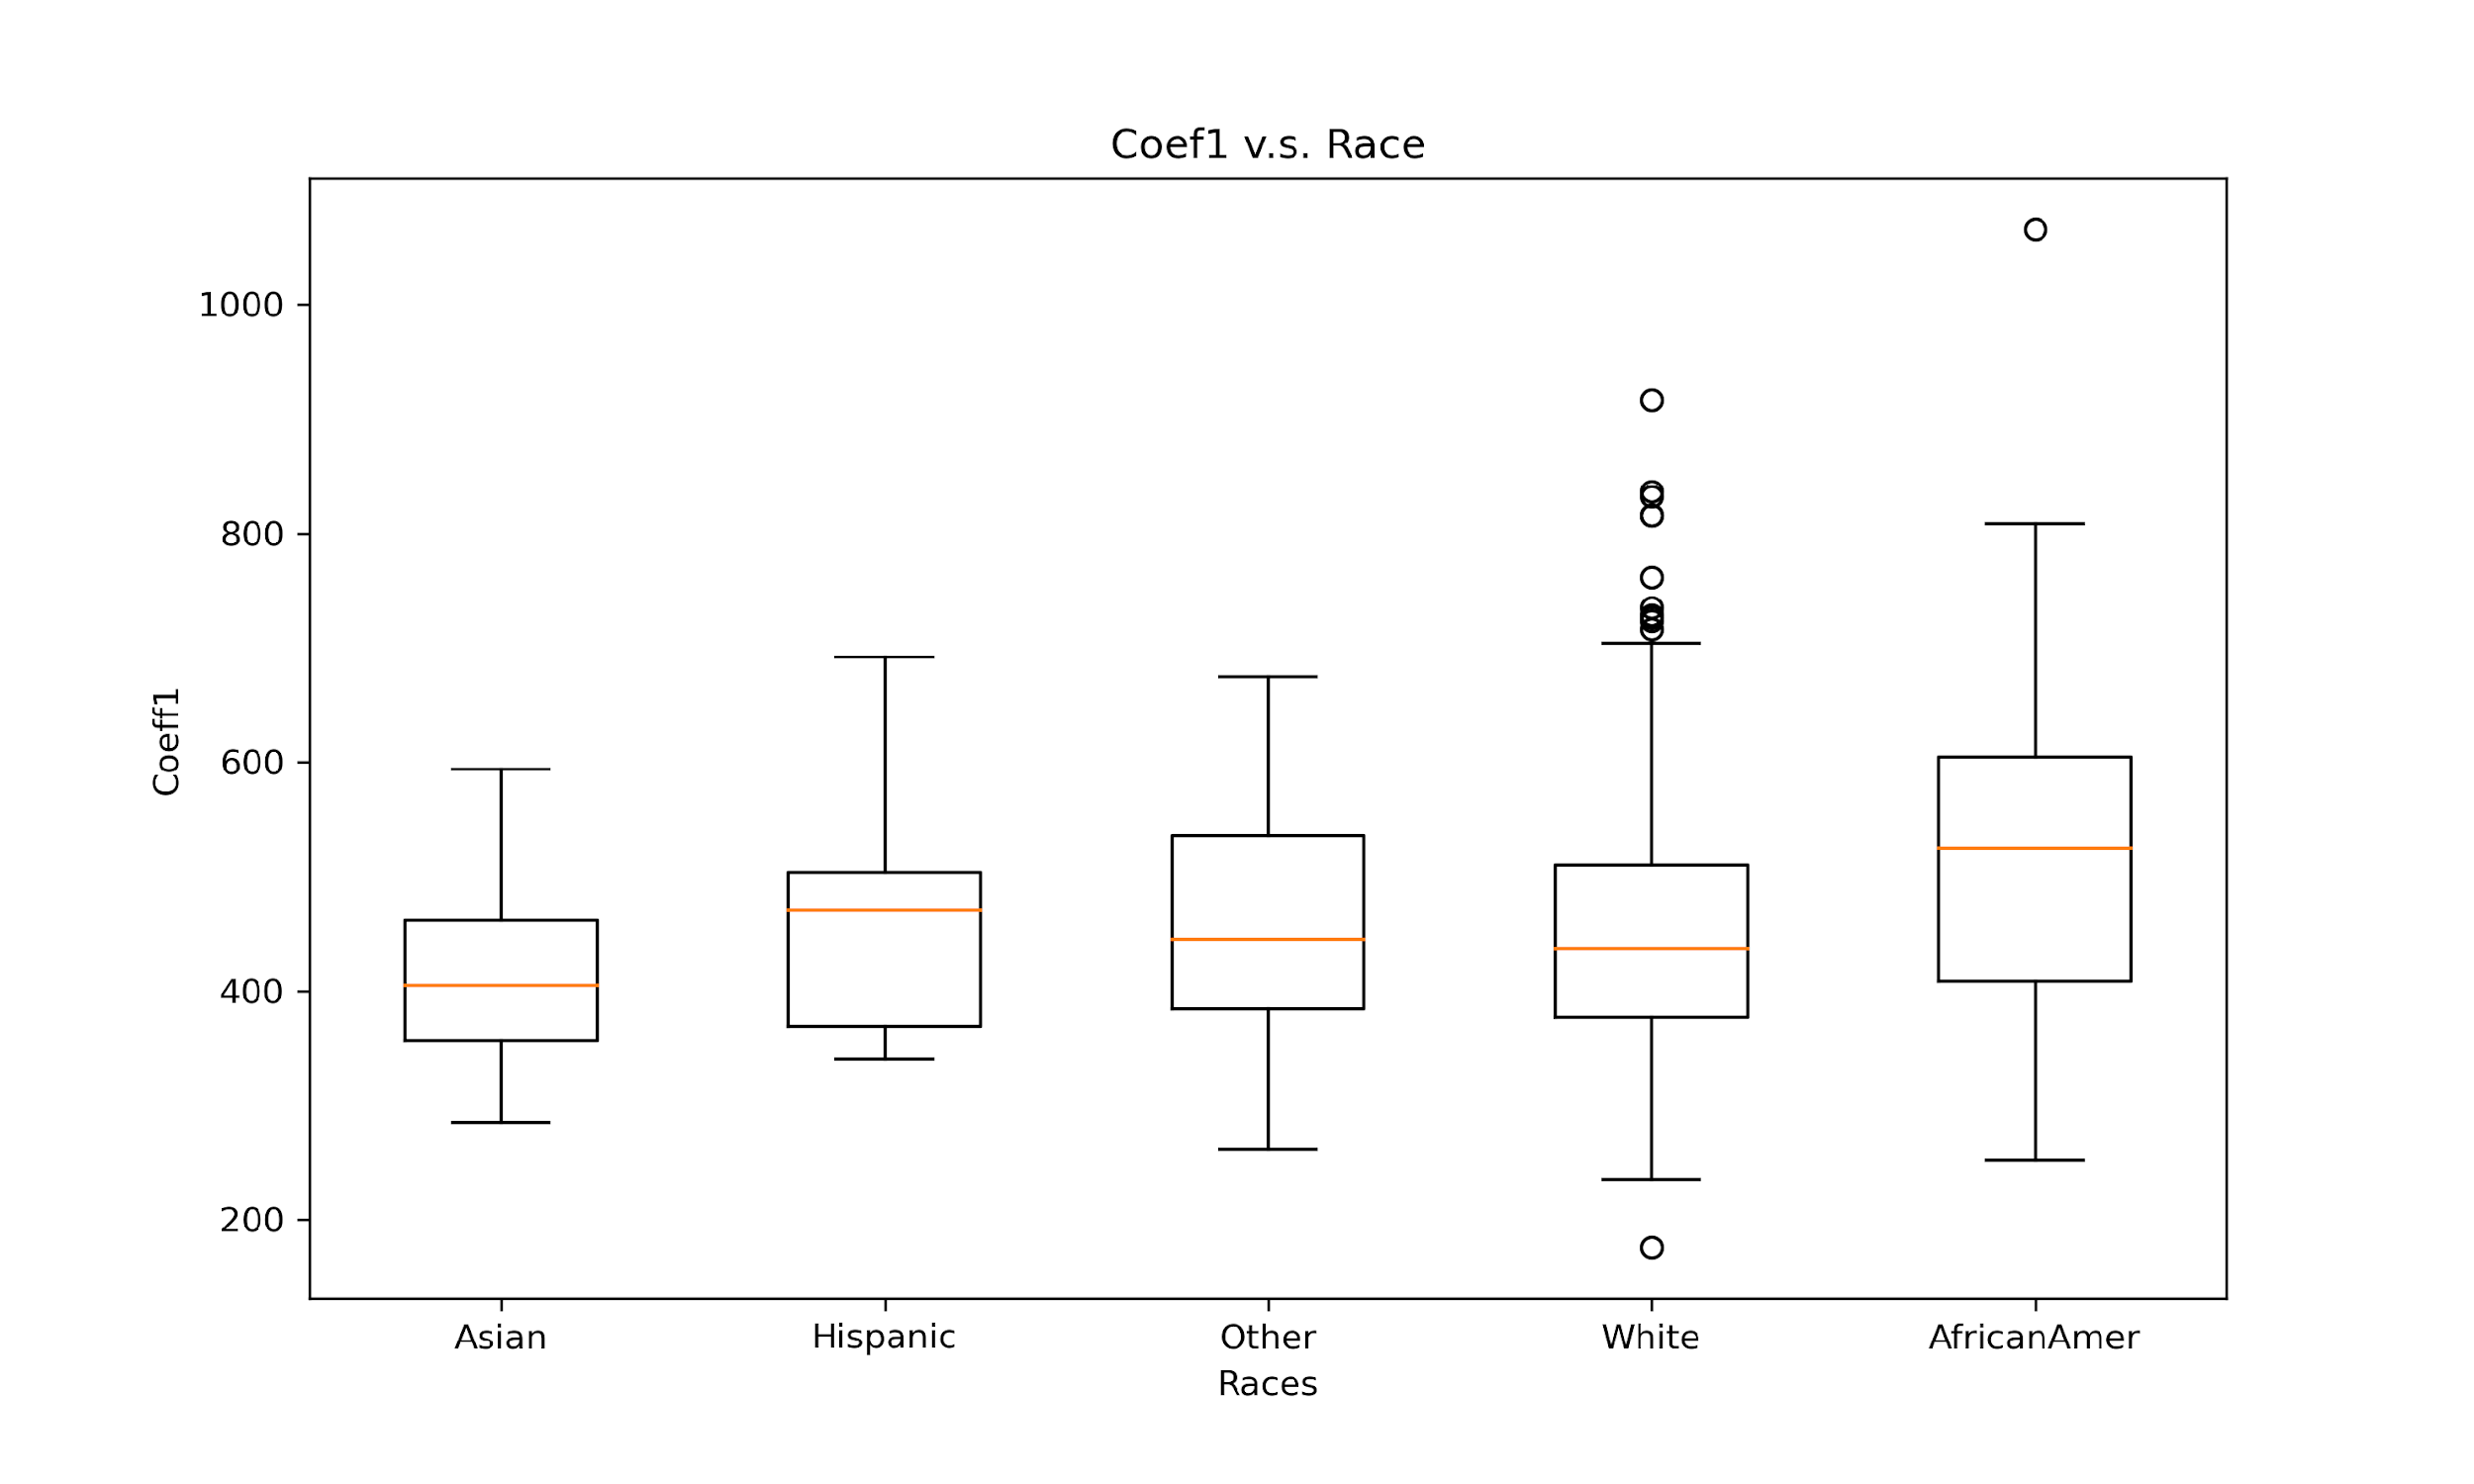 Coef1 v.s. Race
Coeff1
1000
800
600
400
200
Asian Hispanic Other White AfricanAmer
Races